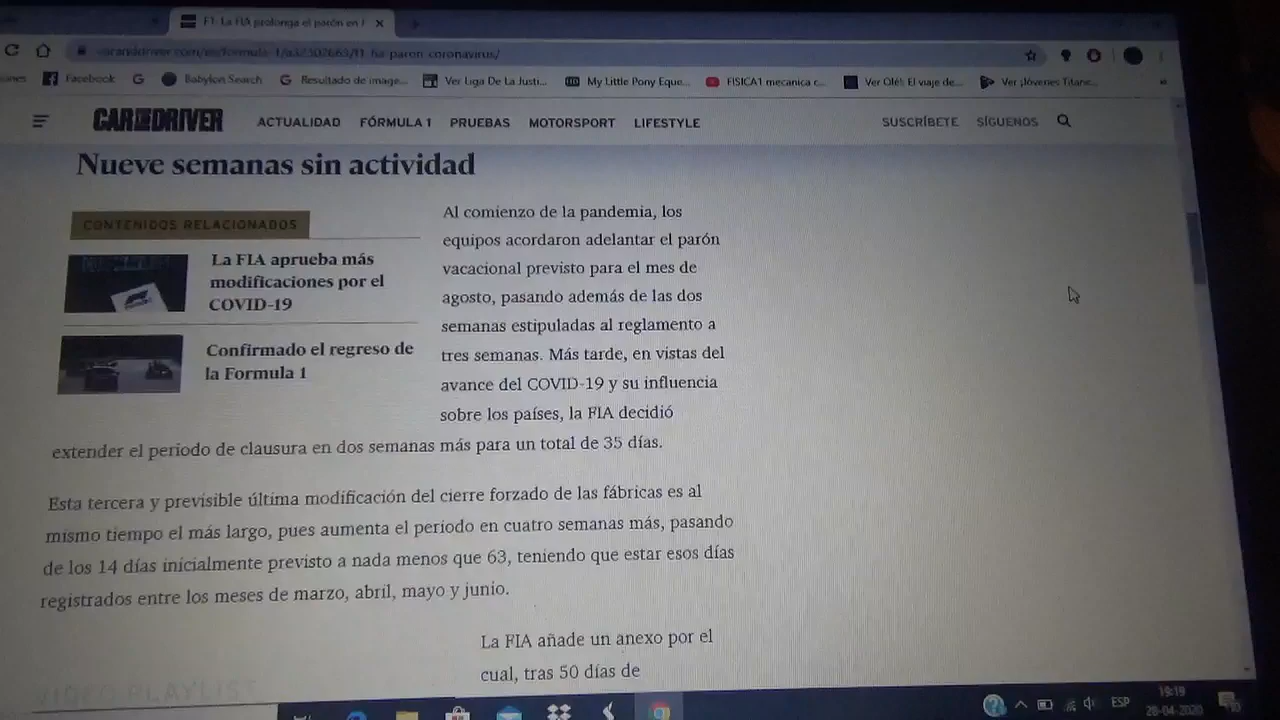 F1: La FIA prolonga el parón en l
caranddriver.com/es/formula-1/a32302663/f1-fia-paron-coronavirus/
Facebook G Babylon Search G Resultado de image... Ver Liga De La Justi... My Little Pony Eque... FISICA1 mecanica c... Ver Olé! El viaje de... Ver ¡Jóvenes Titanc... »
CAR AND DRIVER ACTUALIDAD FÓRMULA 1 PRUEBAS MOTORSPORT LIFESTYLE SUSCRÍBETE SÍGUENOS
Nueve semanas sin actividad
CONTENIDOS RELACIONADOS
La FIA aprueba más
modificaciones por el
COVID-19
Confirmado el regreso de
la Formula 1
Al comienzo de la pandemia, los
equipos acordaron adelantar el parón
vacacional previsto para el mes de
agosto, pasando además de las dos
semanas estipuladas al reglamento a
tres semanas. Más tarde, en vistas del
avance del COVID-19 y su influencia
sobre los países, la FIA decidió
extender el periodo de clausura en dos semanas más para un total de 35 días.
Esta tercera y previsible última modificación del cierre forzado de las fábricas es al
mismo tiempo el más largo, pues aumenta el periodo en cuatro semanas más, pasando
de los 14 días inicialmente previsto a nada menos que 63, teniendo que estar esos días
registrados entre los meses de marzo, abril, mayo y junio.
La FIA añade un anexo por el
cual, tras 50 días de
VIDEO PLAYLIST
ESP
19:19
28-04-2020